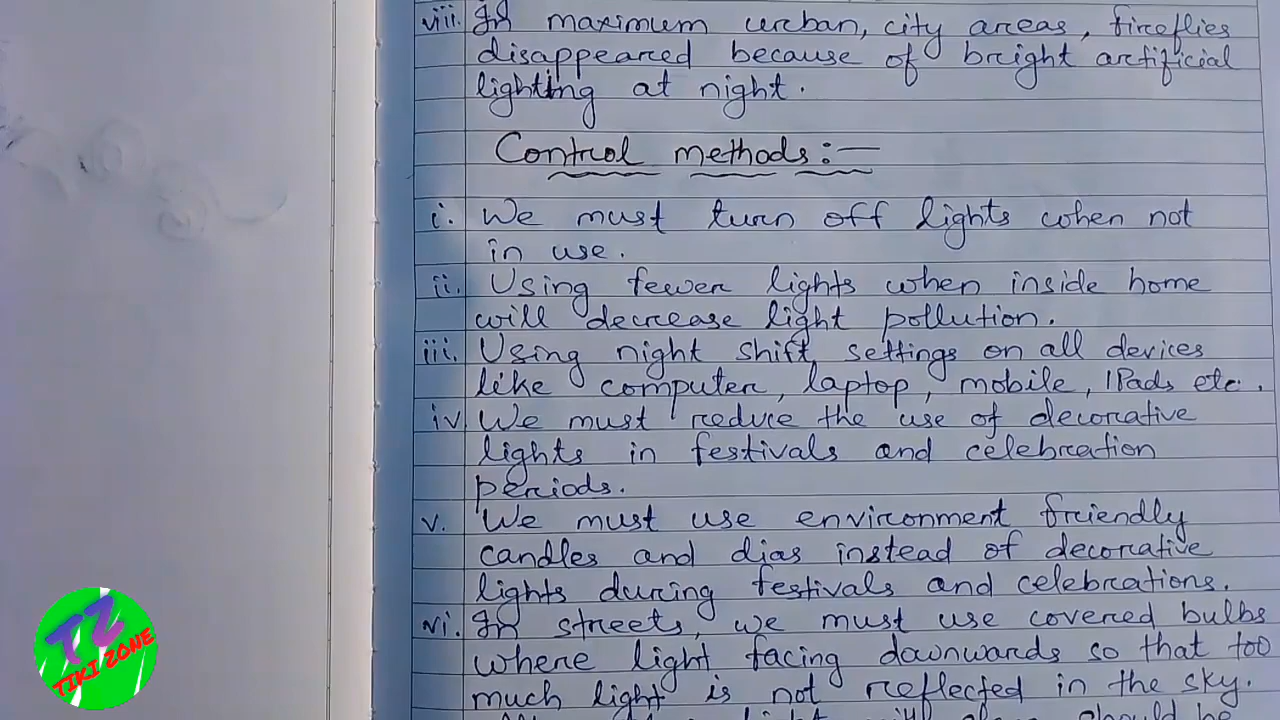 viii. In maximum urban, city areas, fireflies
disappeared because of bright artificial
lighting at night.
Control methods:—
i. We must turn off lights when not
in use.
ii. Using fewer lights when inside home
will decrease light pollution.
iii. Using night shift settings on all devices
like computer, laptop, mobile, IPads etc.
iv. We must reduce the use of decorative
lights in festivals and celebration
periods.
v. We must use environment friendly
candles and dias instead of decorative
lights during festivals and celebrations.
vi. In streets, we must use covered bulbs
where light facing downwards so that too
much light is not reflected in the sky.
should be
TZ
TIKI ZONE